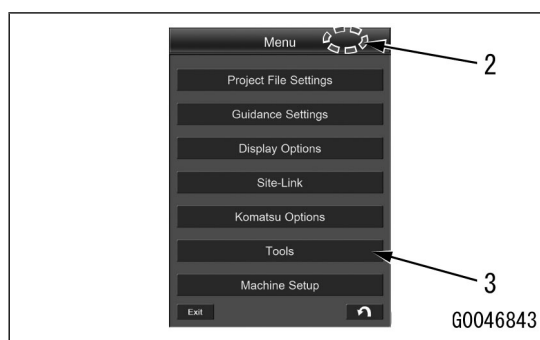 Menu
2
Project File Settings
Guidance Settings
Display Options
Site-Link
Komatsu Options
Tools
Machine Setup
3
Exit
G0046843